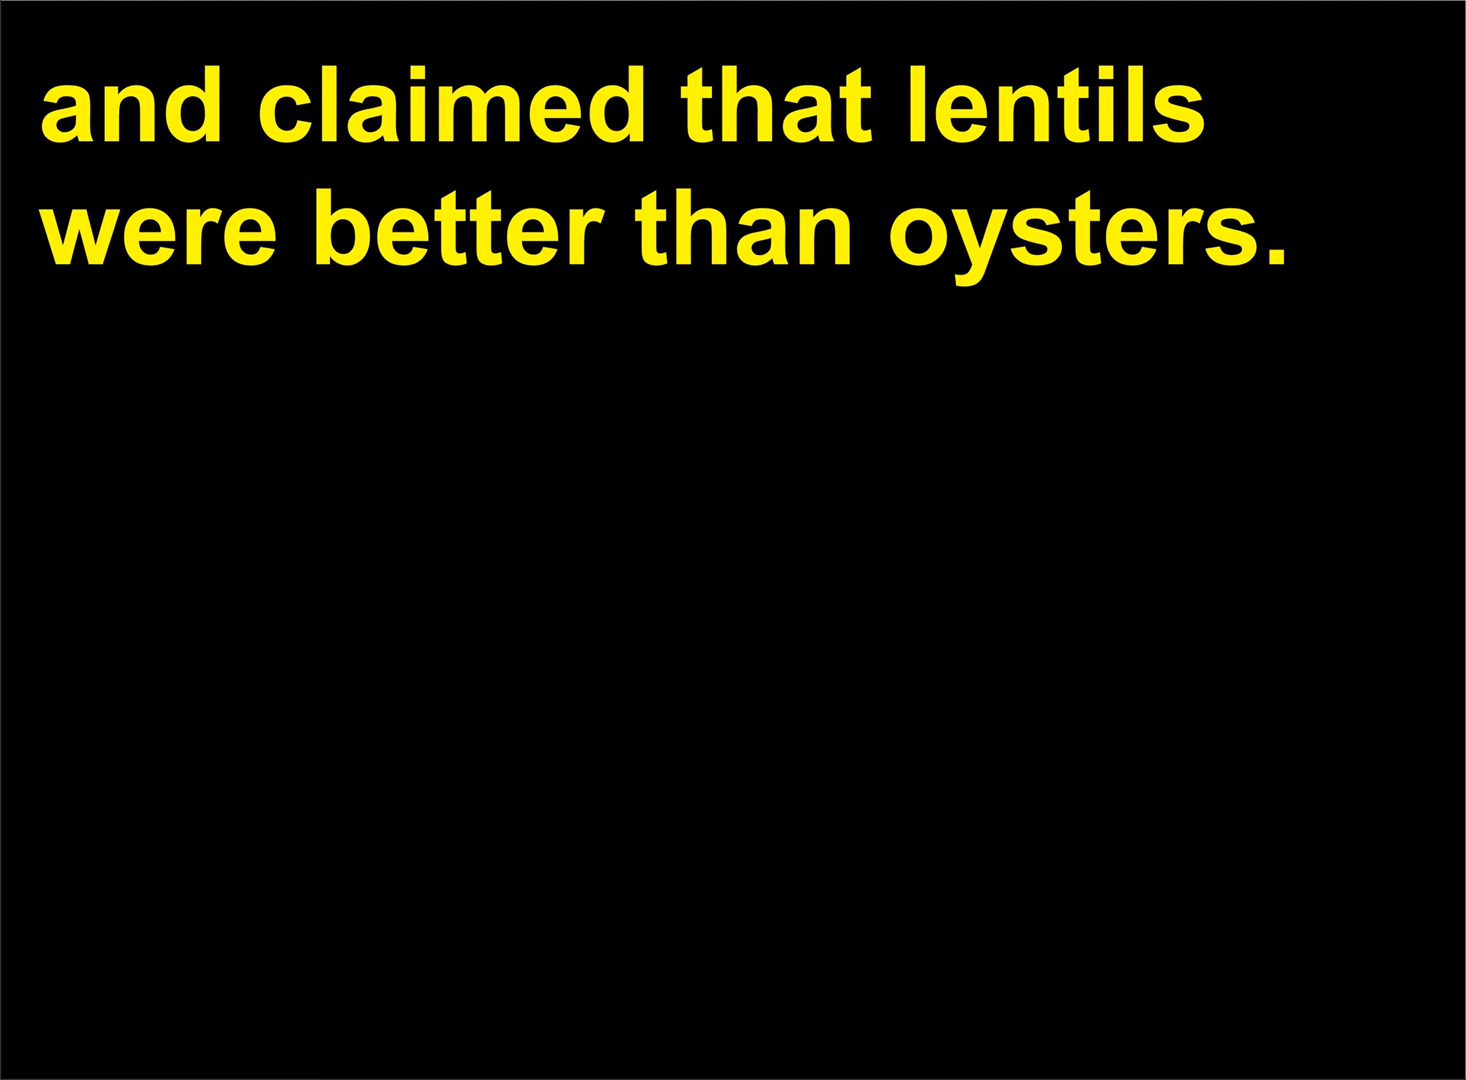 and claimed that lentils
were better than oysters.